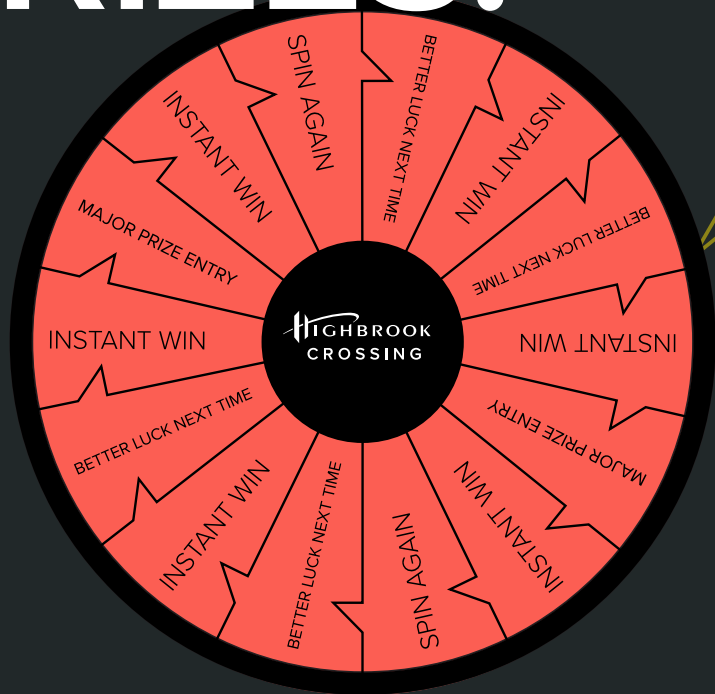 SPIN AGAIN
BETTER LUCK NEXT TIME
INSTANT WIN
BETTER LUCK NEXT TIME
INSTANT WIN
MAJOR PRIZE ENTRY
INSTANT WIN
SPIN AGAIN
BETTER LUCK NEXT TIME
INSTANT WIN
BETTER LUCK NEXT TIME
INSTANT WIN
MAJOR PRIZE ENTRY
INSTANT WIN
HIGHBROOK
CROSSING